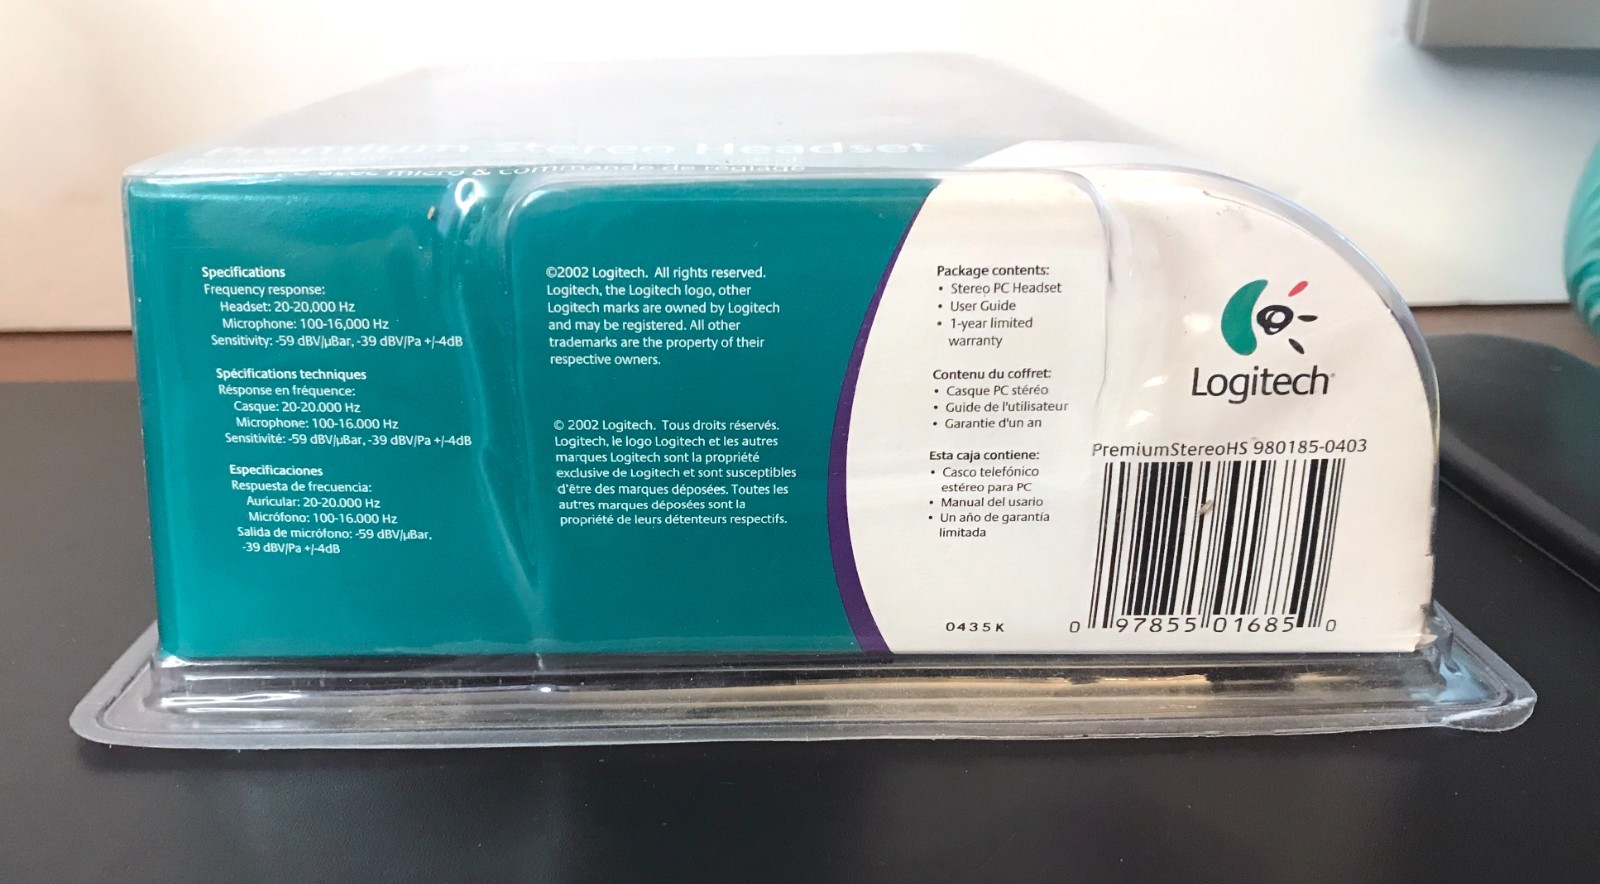 Premium Stereo Headset
avec micro & commande de réglage
Specifications
Frequency response:
Headset: 20-20,000 Hz
Microphone: 100-16,000 Hz
Sensitivity: -59 dBV/µBar, -39 dBV/Pa +/-4dB
Spécifications techniques
Résponse en fréquence:
Casque: 20-20.000 Hz
Microphone: 100-16.000 Hz
Sensitivité: -59 dBV/µBar, -39 dBV/Pa +/-4dB
Especificaciones
Respuesta de frecuencia:
Auricular: 20-20.000 Hz
Micrófono: 100-16.000 Hz
Salida de micrófono: -59 dBV/µBar,
-39 dBV/Pa +/-4dB
©2002 Logitech. All rights reserved.
Logitech, the Logitech logo, other
Logitech marks are owned by Logitech
and may be registered. All other
trademarks are the property of their
respective owners.
© 2002 Logitech. Tous droits réservés.
Logitech, le logo Logitech et les autres
marques Logitech sont la propriété
exclusive de Logitech et sont susceptibles
d'être des marques déposées. Toutes les
autres marques déposées sont la
propriété de leurs détenteurs respectifs.
Package contents:
• Stereo PC Headset
• User Guide
• 1-year limited
warranty
Contenu du coffret:
• Casque PC stéréo
• Guide de l'utilisateur
• Garantie d'un an
Esta caja contiene:
• Casco telefónico
estéreo para PC
• Manual del usario
• Un año de garantía
limitada
0435K
Logitech
PremiumStereoHS 980185-0403
0 97855 01685 0